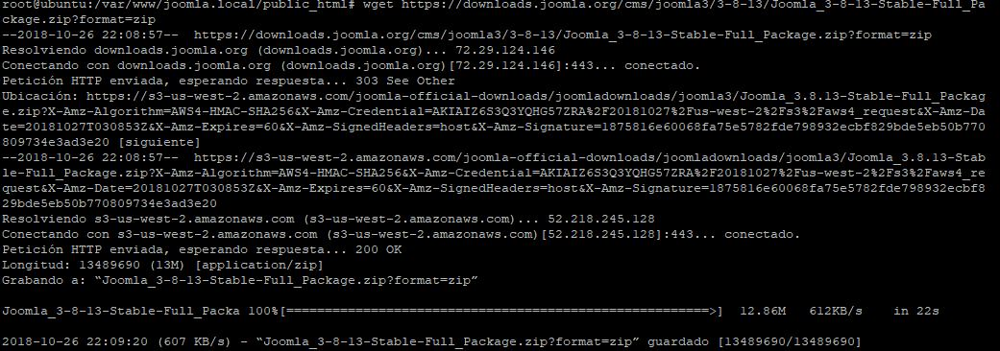 root@ubuntu:/var/www/joomla.local/public_html# wget https://downloads.joomla.org/cms/joomla3/3-8-13/Joomla_3-8-13-Stable-Full_Pa
ckage.zip?format=zip
--2018-10-26 22:08:57--  https://downloads.joomla.org/cms/joomla3/3-8-13/Joomla_3-8-13-Stable-Full_Package.zip?format=zip
Resolviendo downloads.joomla.org (downloads.joomla.org)... 72.29.124.146
Conectando con downloads.joomla.org (downloads.joomla.org)[72.29.124.146]:443... conectado.
Petición HTTP enviada, esperando respuesta... 303 See Other
Ubicación: https://s3-us-west-2.amazonaws.com/joomla-official-downloads/joomladownloads/joomla3/Joomla_3.8.13-Stable-Full_Packag
e.zip?X-Amz-Algorithm=AWS4-HMAC-SHA256&X-Amz-Credential=AKIAIZ6S3Q3YQHG57ZRA%2F20181027%2Fus-west-2%2Fs3%2Faws4_request&X-Amz-Da
te=20181027T030853Z&X-Amz-Expires=60&X-Amz-SignedHeaders=host&X-Amz-Signature=1875816e60068fa75e5782fde798932ecbf829bde5eb50b770
809734e3ad3e20 [siguiente]
--2018-10-26 22:08:57--  https://s3-us-west-2.amazonaws.com/joomla-official-downloads/joomladownloads/joomla3/Joomla_3.8.13-Stab
le-Full_Package.zip?X-Amz-Algorithm=AWS4-HMAC-SHA256&X-Amz-Credential=AKIAIZ6S3Q3YQHG57ZRA%2F20181027%2Fus-west-2%2Fs3%2Faws4_re
quest&X-Amz-Date=20181027T030853Z&X-Amz-Expires=60&X-Amz-SignedHeaders=host&X-Amz-Signature=1875816e60068fa75e5782fde798932ecbf8
29bde5eb50b770809734e3ad3e20
Resolviendo s3-us-west-2.amazonaws.com (s3-us-west-2.amazonaws.com)... 52.218.245.128
Conectando con s3-us-west-2.amazonaws.com (s3-us-west-2.amazonaws.com)[52.218.245.128]:443... conectado.
Petición HTTP enviada, esperando respuesta... 200 OK
Longitud: 13489690 (13M) [application/zip]
Grabando a: “Joomla_3-8-13-Stable-Full_Package.zip?format=zip”
Joomla_3-8-13-Stable-Full_Packa 100%[=======================================================>]  12.86M   612KB/s    in 22s
2018-10-26 22:09:20 (607 KB/s) - “Joomla_3-8-13-Stable-Full_Package.zip?format=zip” guardado [13489690/13489690]